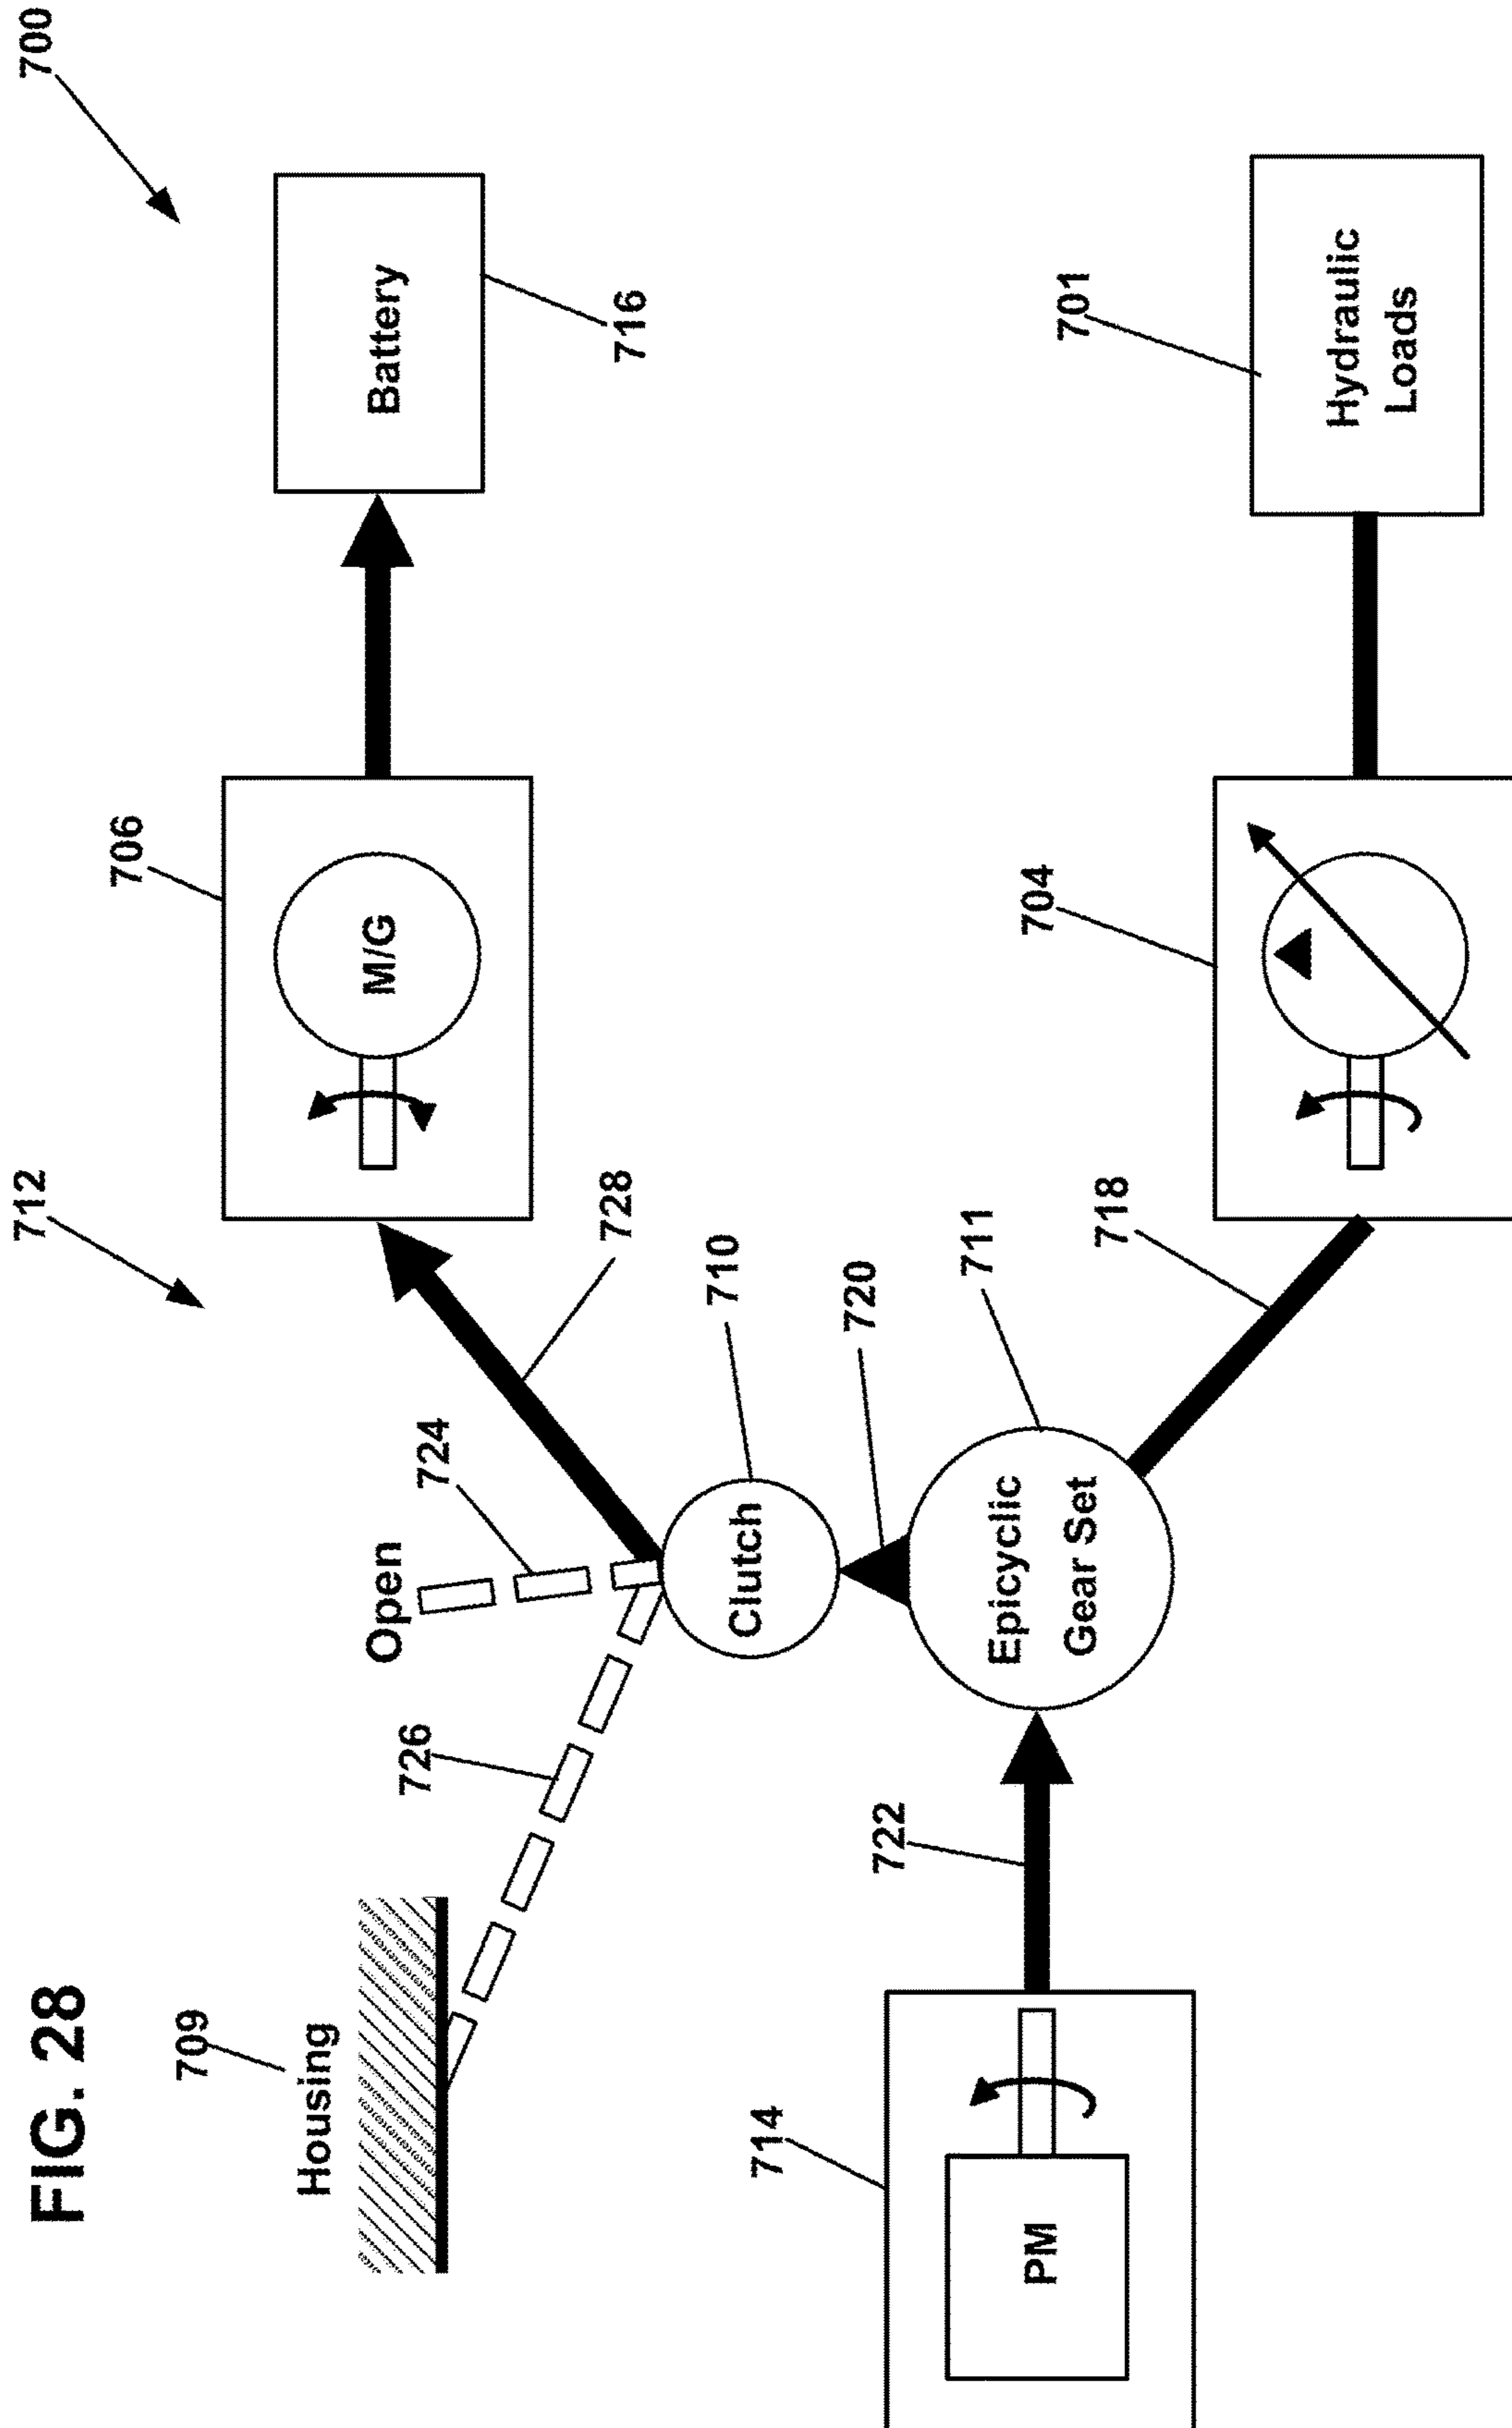 FIG. 28
700
712
709
Housing
706
M/G
Battery
716
Open
724
726
728
710
Clutch
720
711
Epicyclic
Gear Set
718
704
701
Hydraulic
Loads
722
714
PM